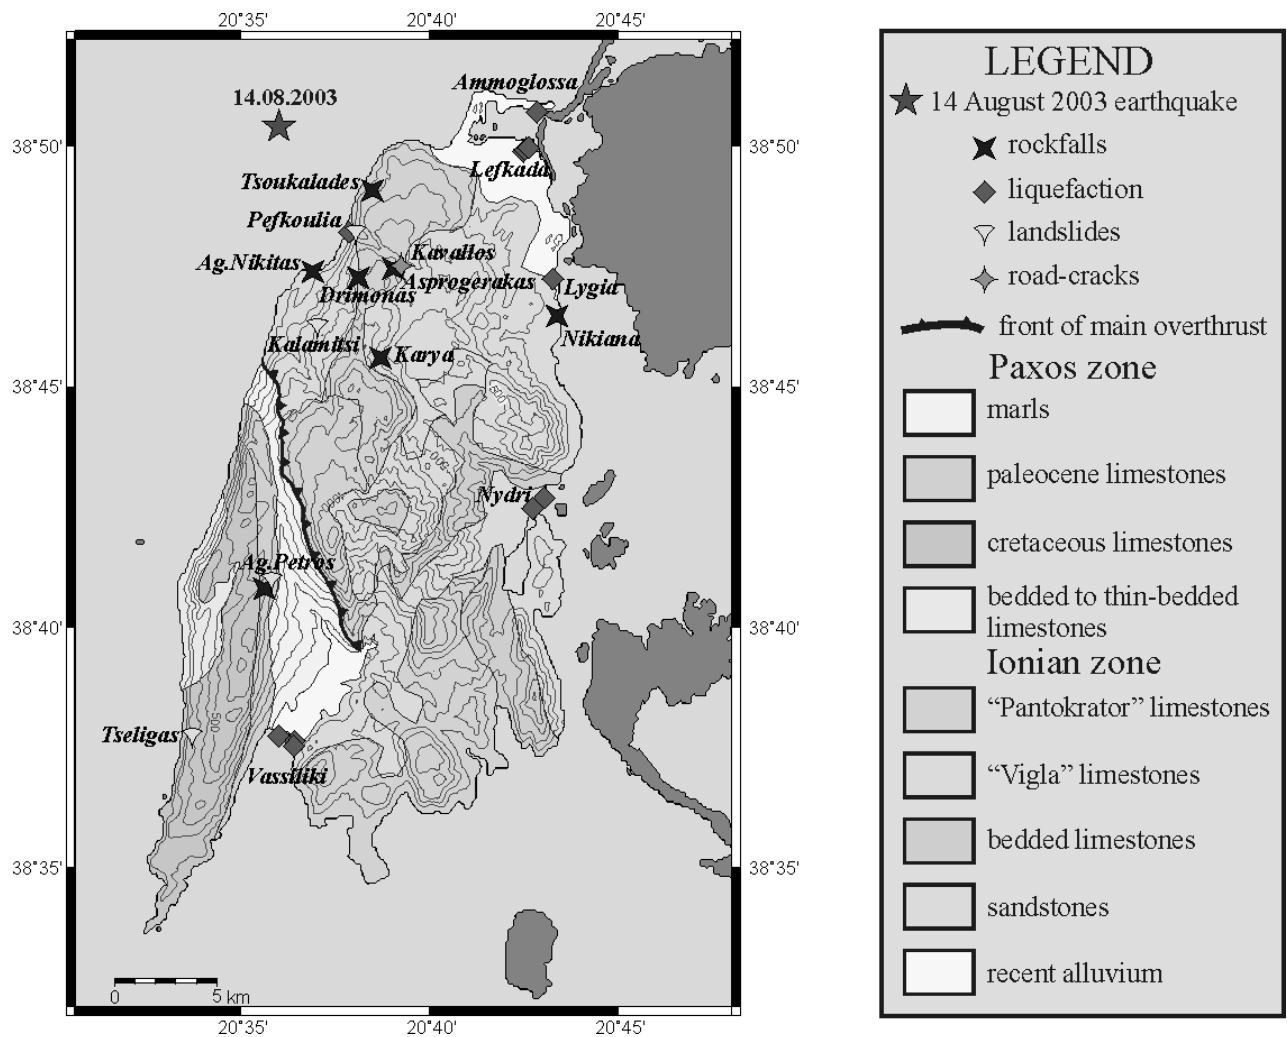 20°35' 20°40' 20°45'
14.08.2003
Ammoglossa
38°50' 38°50'
Lefkada
Tsoukalades
Pefkoulia
Kavallos
Ag.Nikitas
Asprogerakas
Drimonas
Lygia
Nikiana
Kalamitsi
Karya
38°45' 38°45'
Nydri
Ag.Petros
38°40' 38°40'
500
Tseligas
Vassiliki
38°35' 38°35'
0 5 km
20°35' 20°40' 20°45'
LEGEND
14 August 2003 earthquake
rockfalls
liquefaction
landslides
road-cracks
front of main overthrust
Paxos zone
marls
paleocene limestones
cretaceous limestones
bedded to thin-bedded
limestones
Ionian zone
“Pantokrator” limestones
“Vigla” limestones
bedded limestones
sandstones
recent alluvium